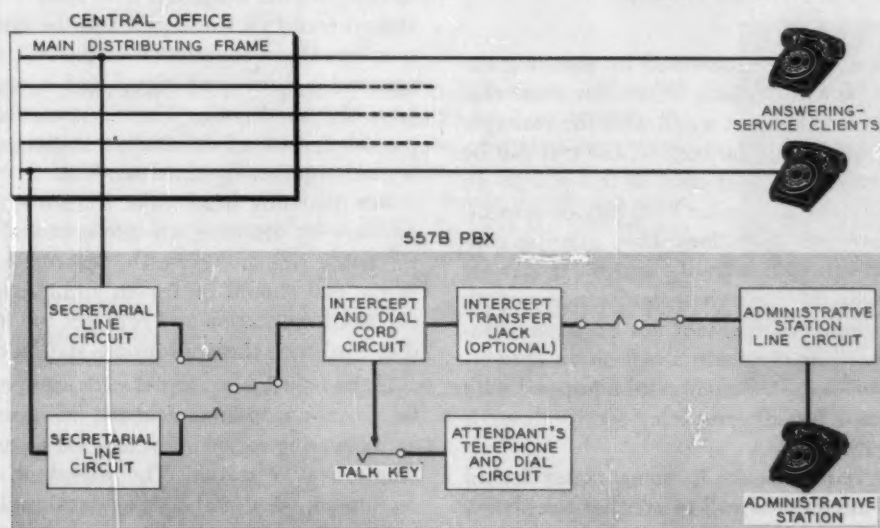 CENTRAL OFFICE
MAIN DISTRIBUTING FRAME
ANSWERING-
SERVICE CLIENTS
557B PBX
SECRETARIAL
LINE
CIRCUIT
INTERCEPT
AND DIAL
CORD
CIRCUIT
INTERCEPT
TRANSFER
JACK
(OPTIONAL)
ADMINISTRATIVE
STATION
LINE CIRCUIT
SECRETARIAL
LINE
CIRCUIT
TALK KEY
ATTENDANT'S
TELEPHONE
AND DIAL
CIRCUIT
ADMINISTRATIVE
STATION